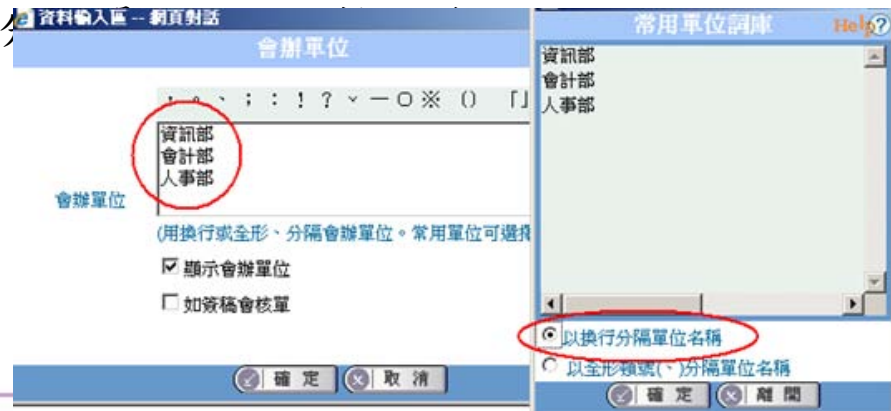 資料輸入區 -- 網頁對話
會辦單位
，。、；：！？ˇ—○※ （） 「」
資訊部
會計部
人事部
會辦單位
(用換行或全形、分隔會辦單位。常用單位可選擇
顯示會辦單位
如簽稿會核單
確定 取消
常用單位詞庫 Help?
資訊部
會計部
人事部
以換行分隔單位名稱
以全形頓號(、)分隔單位名稱
確定 離開